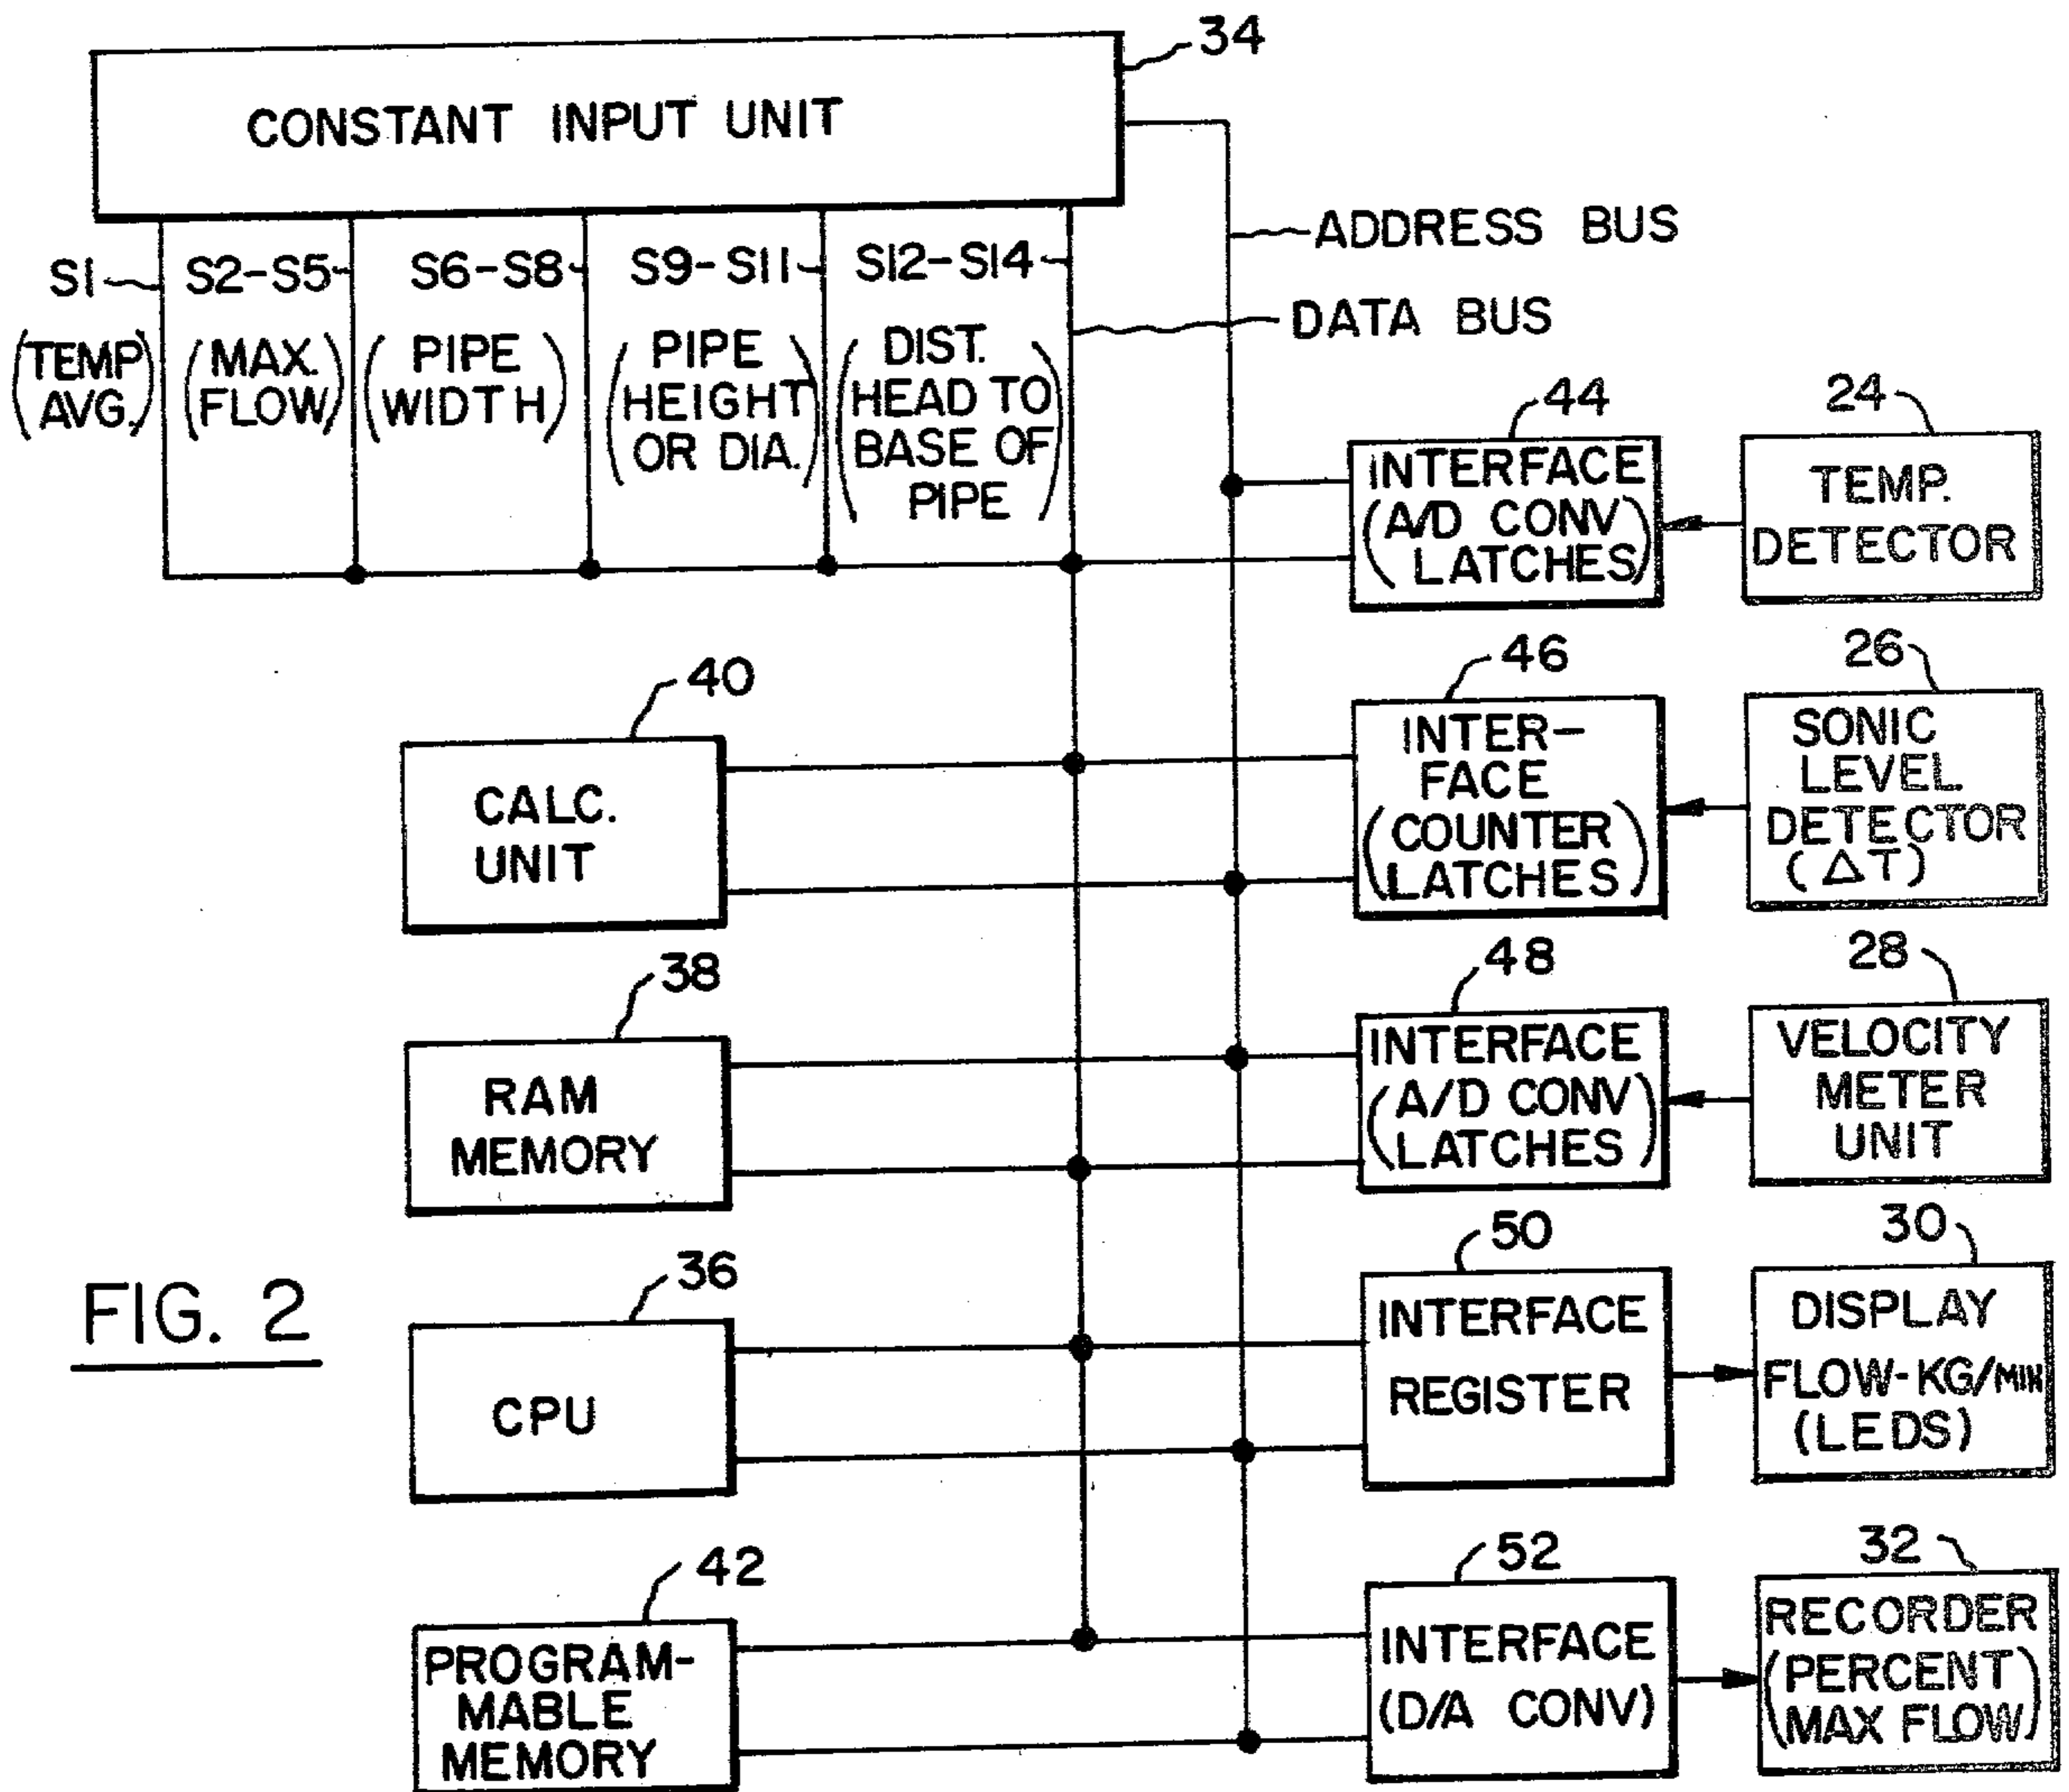 34
CONSTANT INPUT UNIT
S1
S2-S5
S6-S8
S9-S11
S12-S14
(TEMP
AVG.)
(MAX.
FLOW)
(PIPE
WIDTH)
(PIPE
HEIGHT
OR DIA.)
(DIST.
HEAD TO
BASE OF
PIPE)
ADDRESS BUS
DATA BUS
44
INTERFACE
(A/D CONV
LATCHES)
24
TEMP.
DETECTOR
40
CALC.
UNIT
46
INTER-
FACE
(COUNTER
LATCHES)
26
SONIC
LEVEL
DETECTOR
(ΔT)
38
RAM
MEMORY
48
INTERFACE
(A/D CONV
LATCHES)
28
VELOCITY
METER
UNIT
FIG. 2
36
CPU
50
INTERFACE
REGISTER
30
DISPLAY
FLOW-KG/MIN
(LEDS)
42
PROGRAM-
MABLE
MEMORY
52
INTERFACE
(D/A CONV)
32
RECORDER
(PERCENT
MAX FLOW)